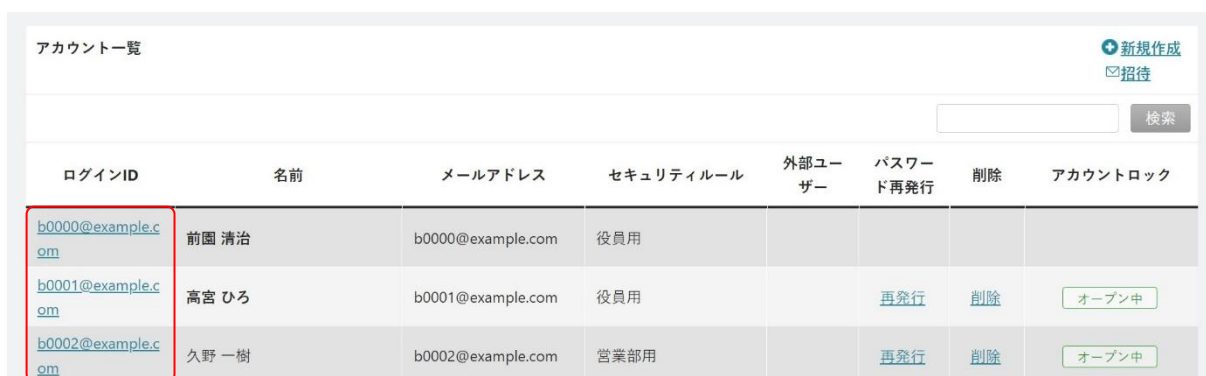 アカウント一覧
新規作成
招待
検索
ログインID 名前 メールアドレス セキュリティルール 外部ユー パスワー 削除 アカウントロック
ザー ド再発行
b0000@example.c 前園 清治 b0000@example.com 役員用
om
b0001@example.c 高宮 ひろ b0001@example.com 役員用 再発行 削除 オープン中
om
b0002@example.c 久野 一樹 b0002@example.com 営業部用 再発行 削除 オープン中
om